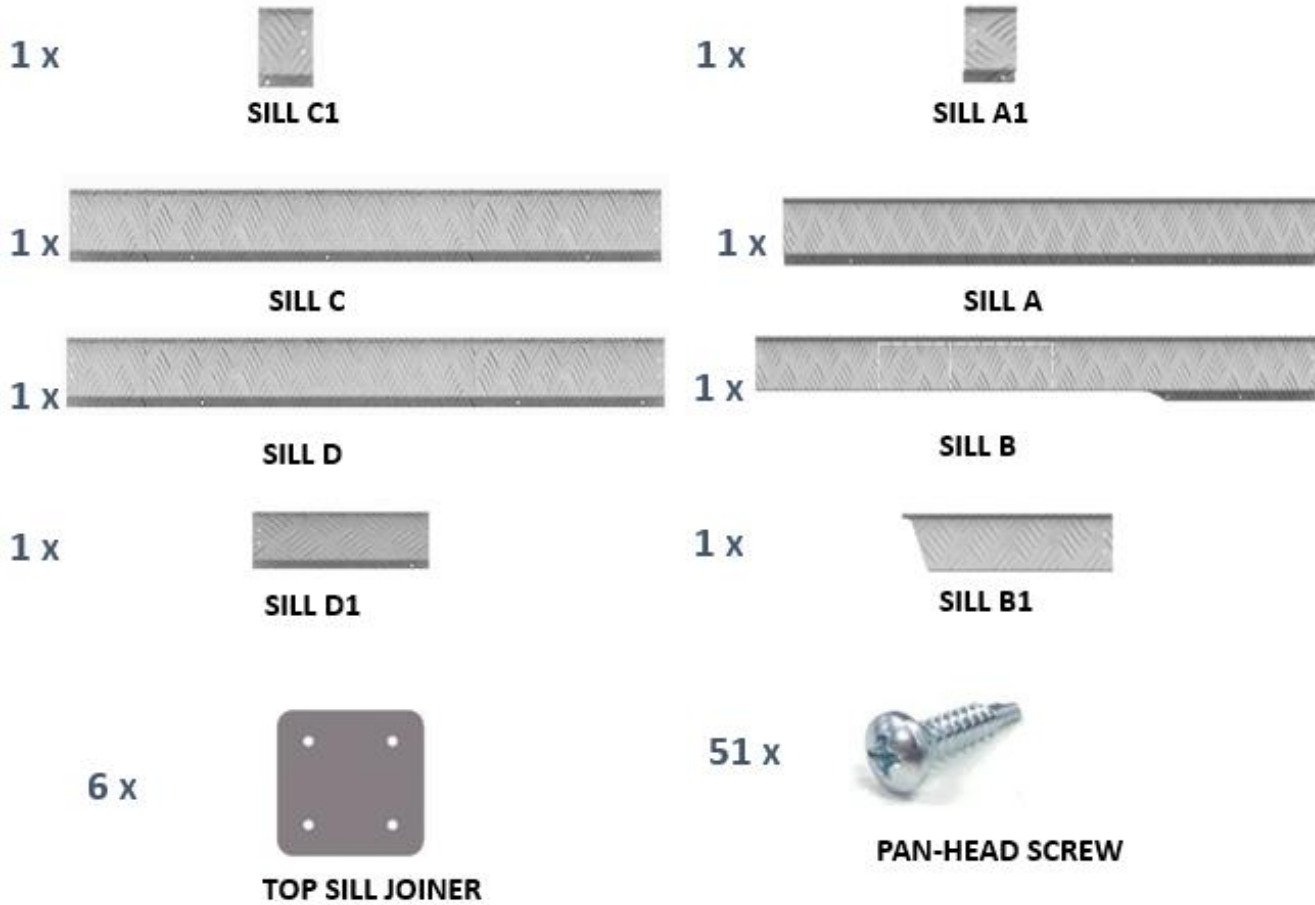 1 x
SILL C1
1 x
SILL A1
1 x
SILL C
1 x
SILL A
1 x
SILL D
1 x
SILL B
1 x
SILL D1
1 x
SILL B1
6 x
TOP SILL JOINER
51 x
PAN-HEAD SCREW